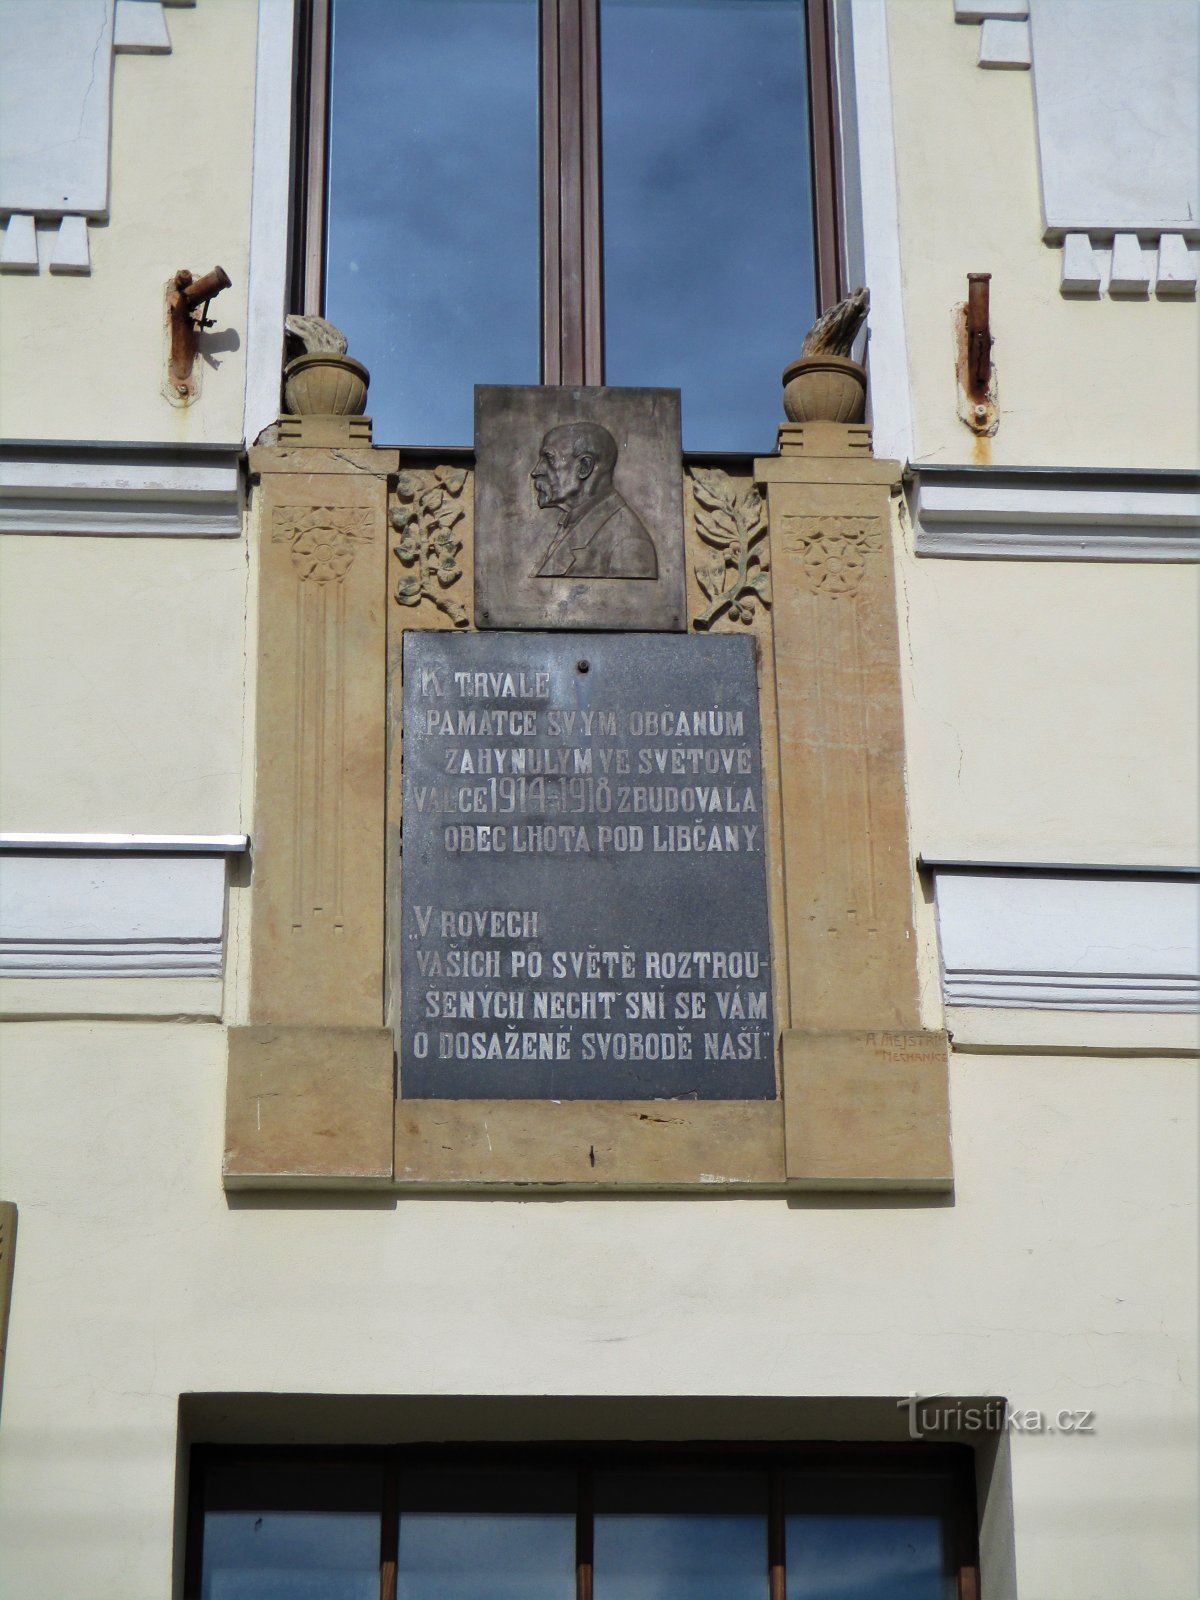 K TRVALÉ
PAMÁTCE SVÝM OBČANŮM
ZAHYNULÝM VE SVĚTOVÉ
VÁLCE 1914-1918 ZBUDOVALA
OBEC LHOTA POD LIBČANY.
„V ROVECH
VAŠICH PO SVĚTĚ ROZTROU-
ŠENÝCH NECHŤ SNÍ SE VÁM
O DOSAŽENÉ SVOBODĚ NAŠÍ."
MECHANICE
Turistika.cz